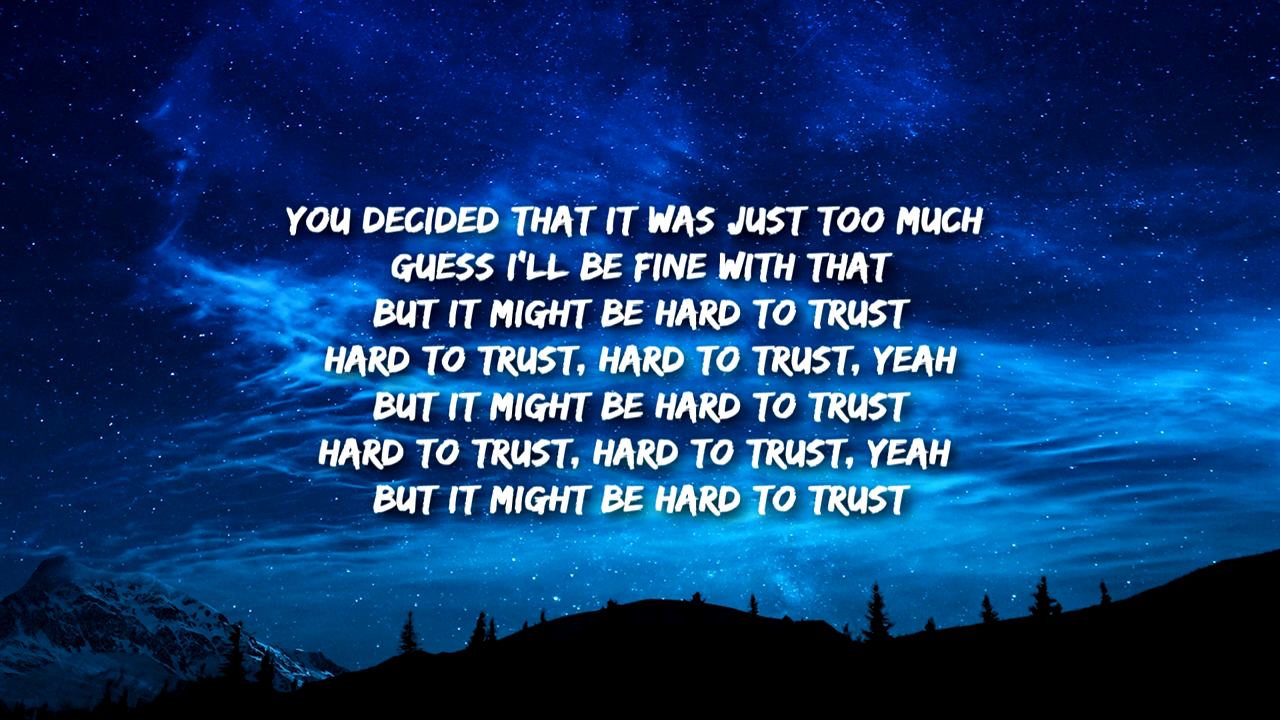 YOU DECIDED THAT IT WAS JUST TOO MUCH
GUESS I'LL BE FINE WITH THAT
BUT IT MIGHT BE HARD TO TRUST
HARD TO TRUST, HARD TO TRUST, YEAH
BUT IT MIGHT BE HARD TO TRUST
HARD TO TRUST, HARD TO TRUST, YEAH
BUT IT MIGHT BE HARD TO TRUST